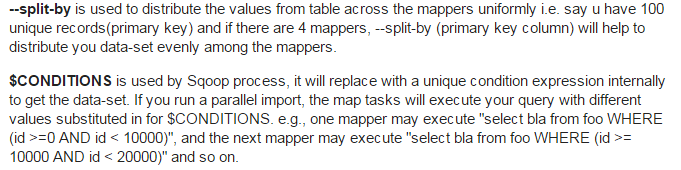 --split-by is used to distribute the values from table across the mappers uniformly i.e. say u have 100
unique records(primary key) and if there are 4 mappers, --split-by (primary key column) will help to
distribute you data-set evenly among the mappers.
$CONDITIONS is used by Sqoop process, it will replace with a unique condition expression internally
to get the data-set. If you run a parallel import, the map tasks will execute your query with different
values substituted in for $CONDITIONS. e.g., one mapper may execute "select bla from foo WHERE
(id >=0 AND id < 10000)", and the next mapper may execute "select bla from foo WHERE (id >=
10000 AND id < 20000)" and so on.